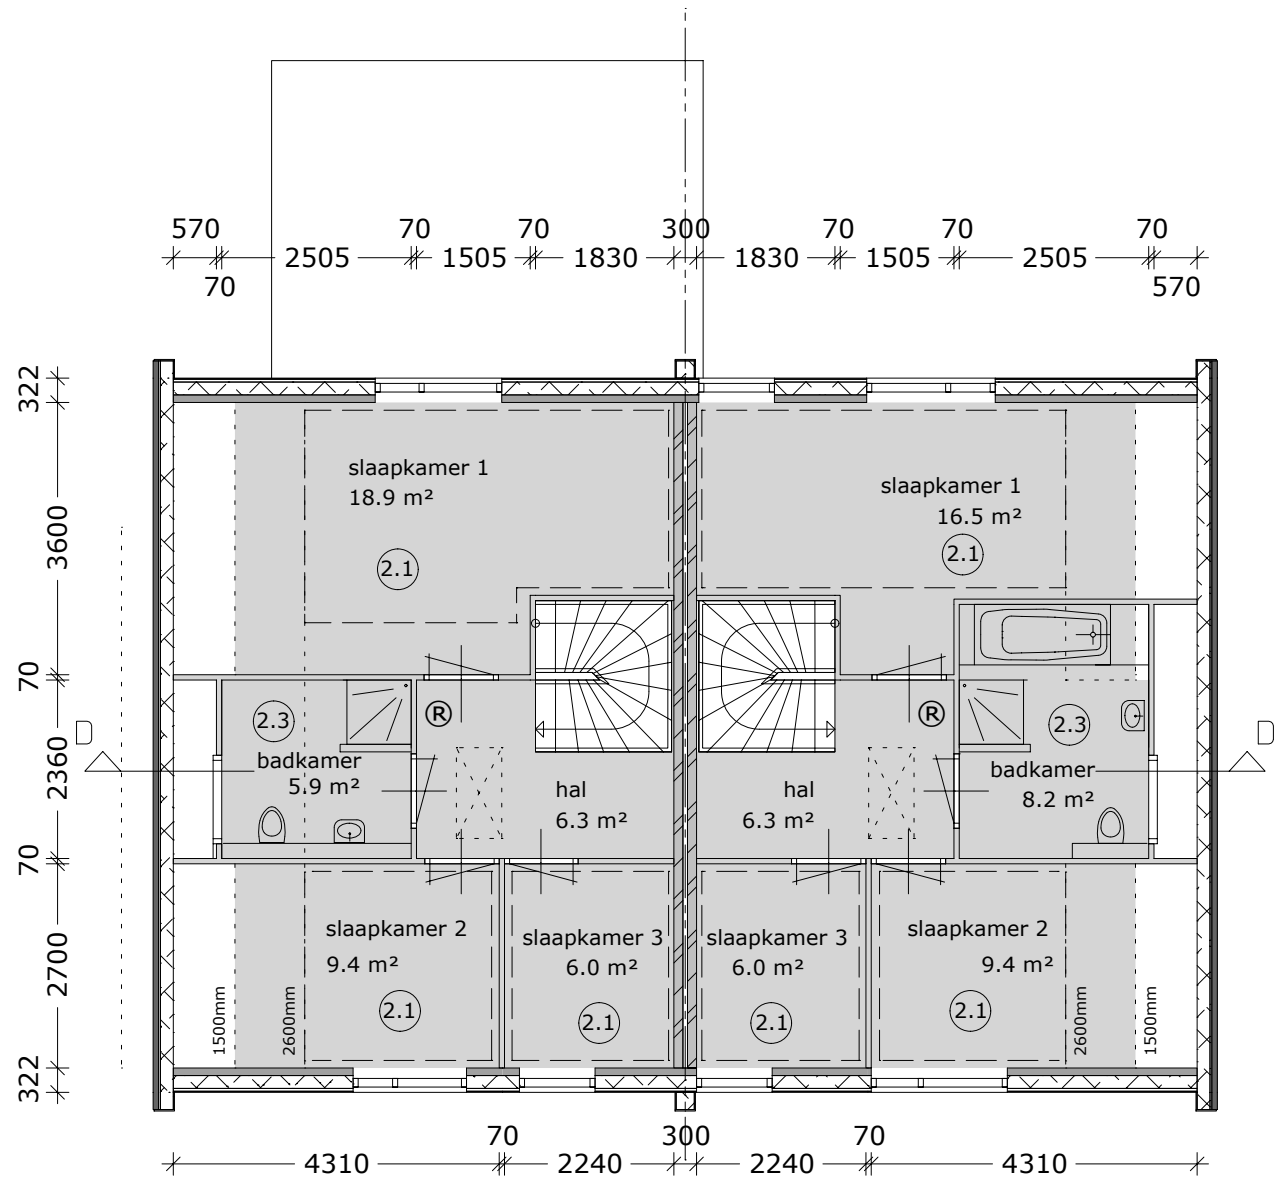 570 70 70 300 70 70 70
2505 1505 1830 1830 1505 2505
70 570
322
3600
70
2360
70
2700
322
slaapkamer 1
18.9 m²
2.1
slaapkamer 1
16.5 m²
2.1
D
2.3
badkamer
5.9 m²
®
hal
6.3 m²
®
hal
6.3 m²
2.3
badkamer
8.2 m²
D
slaapkamer 2
9.4 m²
2.1
slaapkamer 3
6.0 m²
2.1
slaapkamer 3
6.0 m²
2.1
slaapkamer 2
9.4 m²
2.1
1500mm
2600mm
2600mm
1500mm
70 300 70
4310 2240 2240 4310